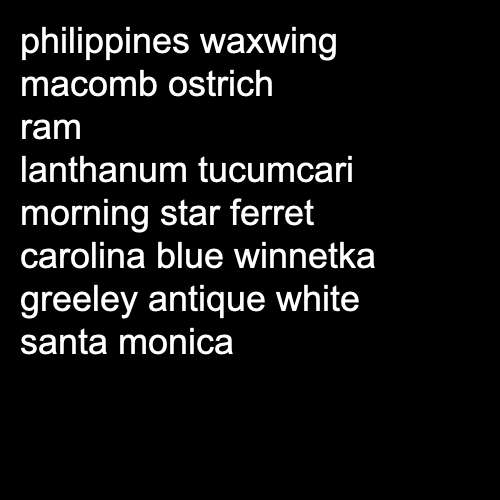 philippines waxwing
macomb ostrich
ram
lanthanum tucumcari
morning star ferret
carolina blue winnetka
greeley antique white
santa monica